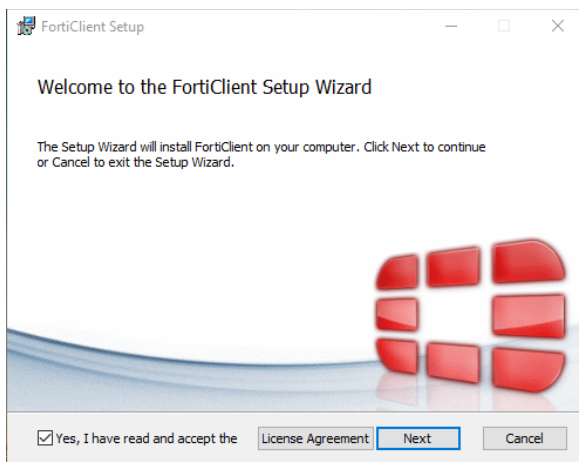 FortiClient Setup
Welcome to the FortiClient Setup Wizard
The Setup Wizard will install FortiClient on your computer. Click Next to continue
or Cancel to exit the Setup Wizard.
Yes, I have read and accept the License Agreement Next Cancel